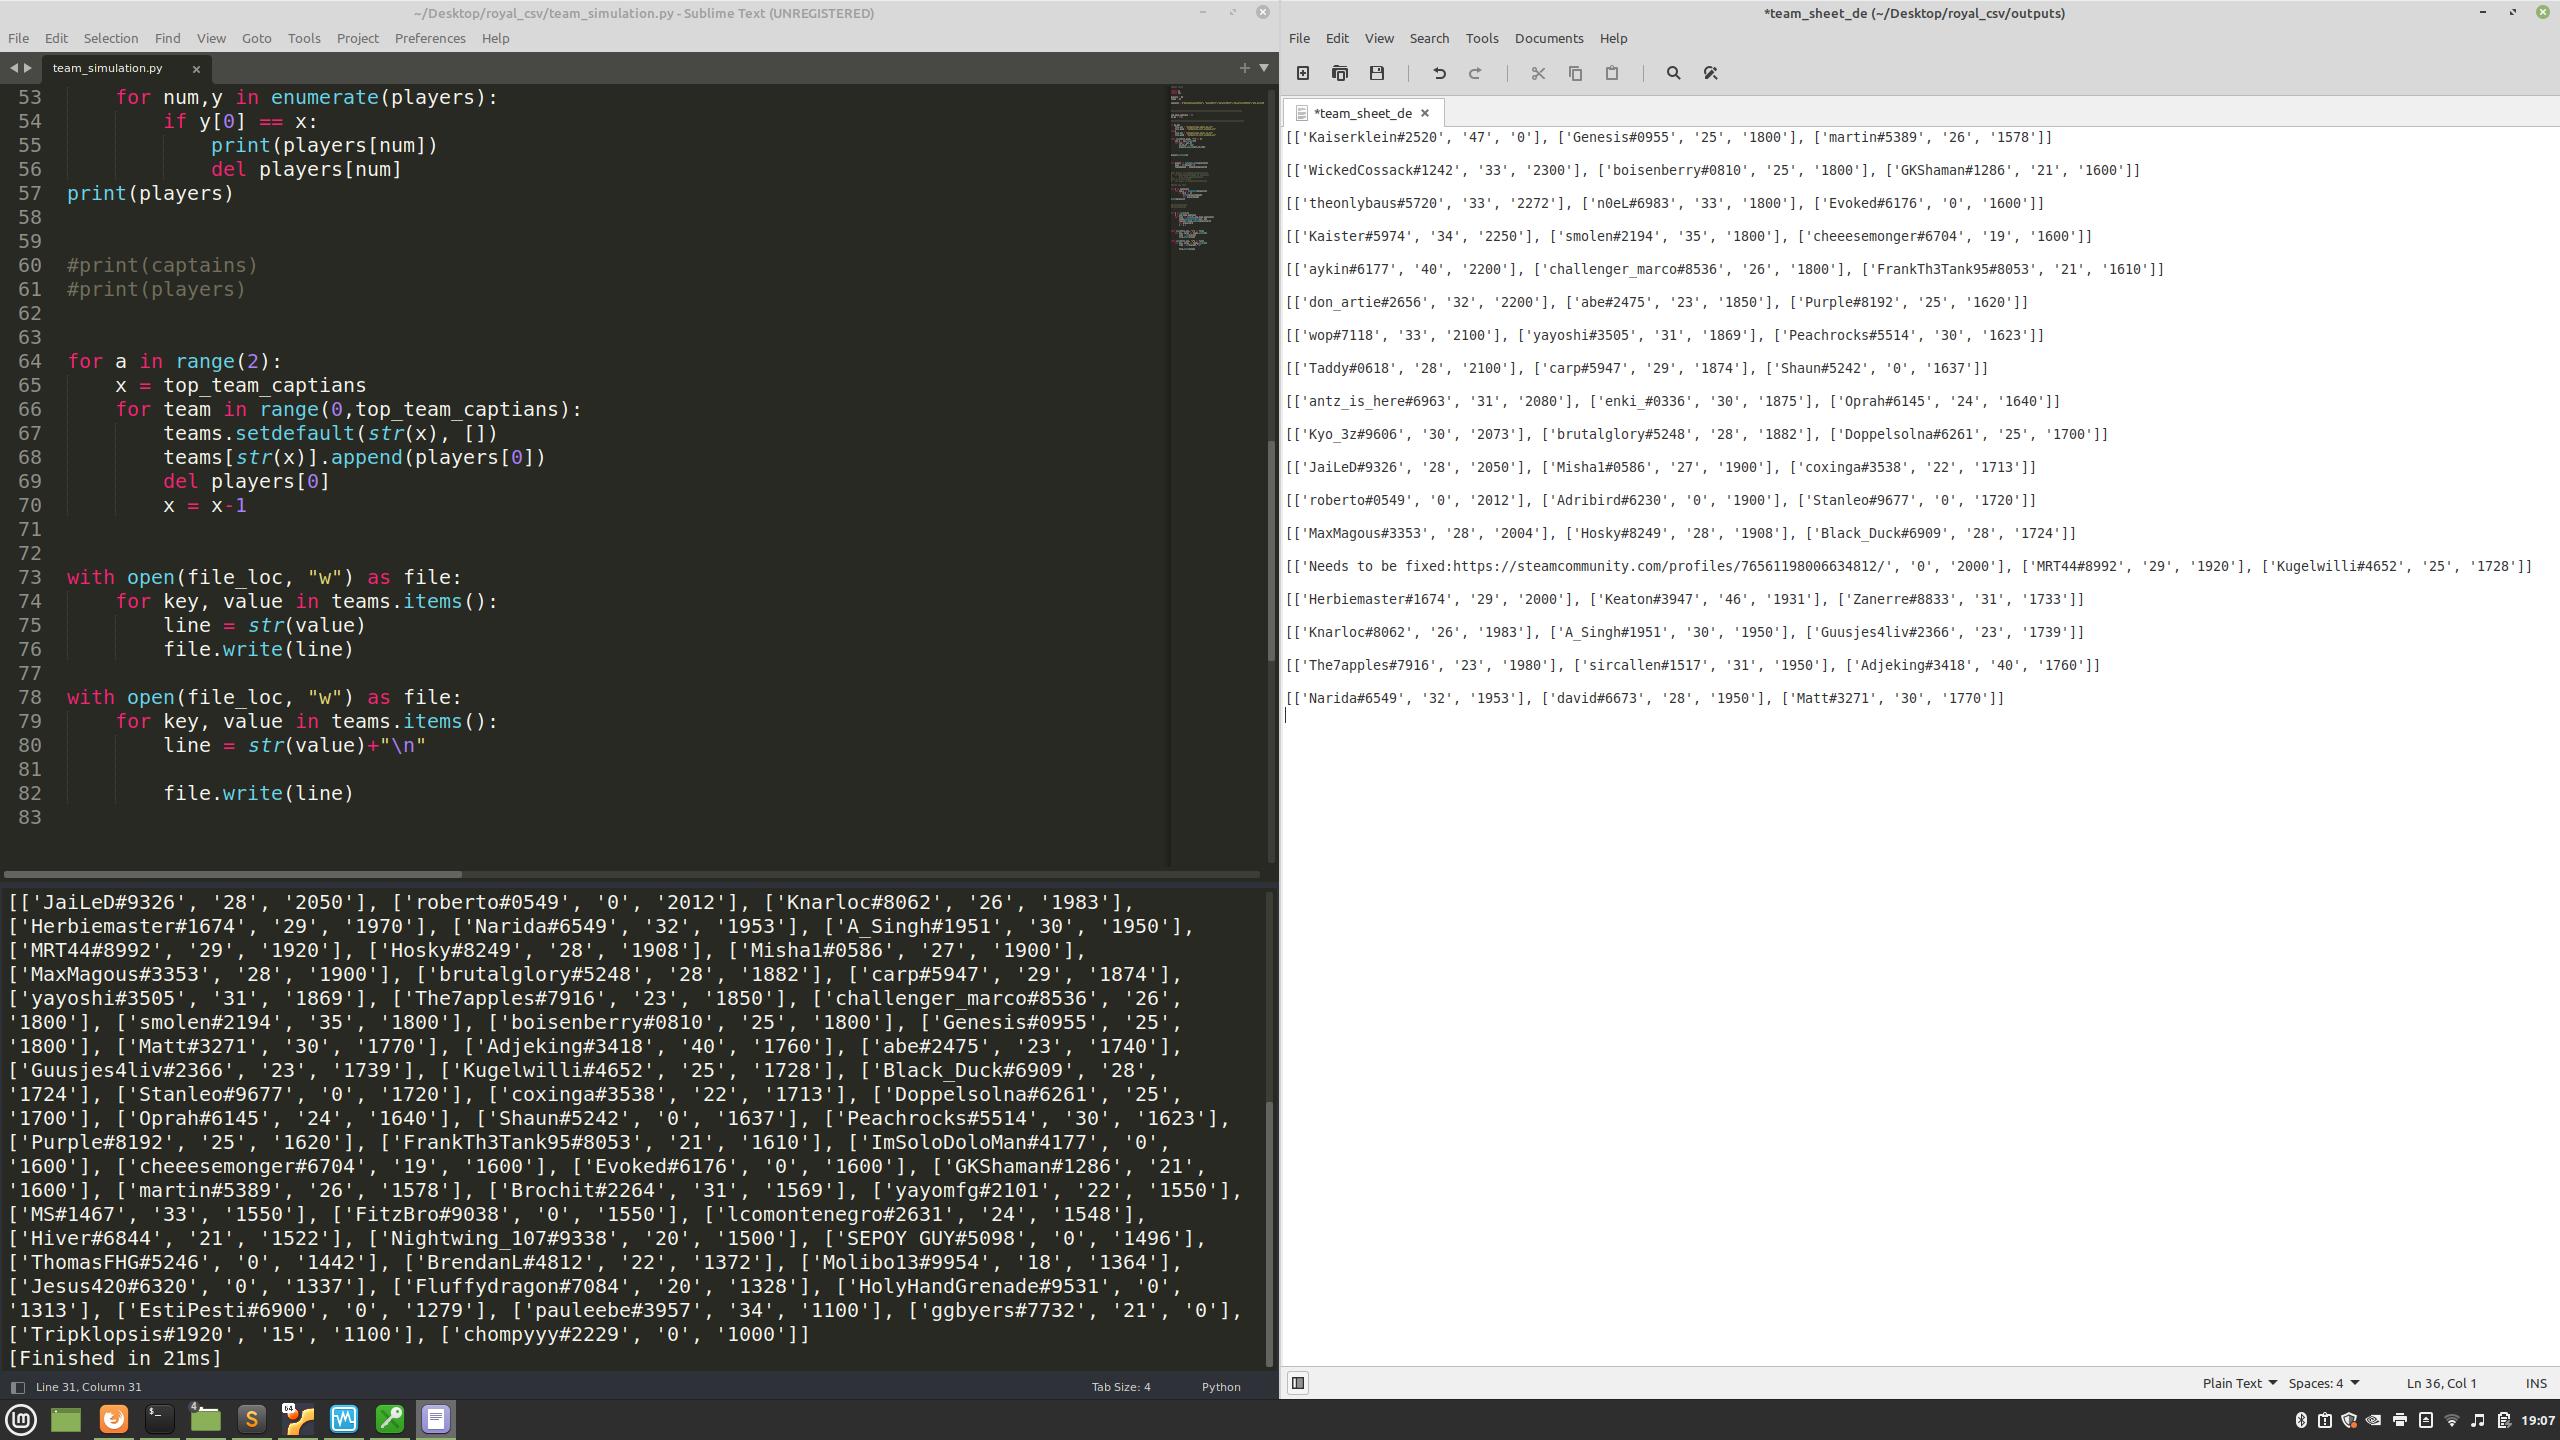 ~/Desktop/royal_csv/team_simulation.py - Sublime Text (UNREGISTERED)
File Edit Selection Find View Goto Tools Project Preferences Help
team_simulation.py
53 for num,y in enumerate(players):
54 if y[0] == x:
55 print(players[num])
56 del players[num]
57 print(players)
58
59
60 #print(captains)
61 #print(players)
62
63
64 for a in range(2):
65 x = top_team_captians
66 for team in range(0,top_team_captians):
67 teams.setdefault(str(x), [])
68 teams[str(x)].append(players[0])
69 del players[0]
70 x = x-1
71
72
73 with open(file_loc, "w") as file:
74 for key, value in teams.items():
75 line = str(value)
76 file.write(line)
77
78 with open(file_loc, "w") as file:
79 for key, value in teams.items():
80 line = str(value)+"\n"
81
82 file.write(line)
83
[['JaiLeD#9326', '28', '2050'], ['roberto#0549', '0', '2012'], ['Knarloc#8062', '26', '1983'],
['Herbiemaster#1674', '29', '1970'], ['Narida#6549', '32', '1953'], ['A_Singh#1951', '30', '1950'],
['MRT44#8992', '29', '1920'], ['Hosky#8249', '28', '1908'], ['Misha1#0586', '27', '1900'],
['MaxMagous#3353', '28', '1900'], ['brutalglory#5248', '28', '1882'], ['carp#5947', '29', '1874'],
['yayoshi#3505', '31', '1869'], ['The7apples#7916', '23', '1850'], ['challenger_marco#8536', '26',
'1800'], ['smolen#2194', '35', '1800'], ['boisenberry#0810', '25', '1800'], ['Genesis#0955', '25',
'1800'], ['Matt#3271', '30', '1770'], ['Adjeking#3418', '40', '1760'], ['abe#2475', '23', '1740'],
['Guusjes4liv#2366', '23', '1739'], ['Kugelwilli#4652', '25', '1728'], ['Black_Duck#6909', '28',
'1724'], ['Stanleo#9677', '0', '1720'], ['coxinga#3538', '22', '1713'], ['Doppelsolna#6261', '25',
'1700'], ['Oprah#6145', '24', '1640'], ['Shaun#5242', '0', '1637'], ['Peachrocks#5514', '30', '1623'],
['Purple#8192', '25', '1620'], ['FrankTh3Tank95#8053', '21', '1610'], ['ImSoloDoloMan#4177', '0',
'1600'], ['cheeesemonger#6704', '19', '1600'], ['Evoked#6176', '0', '1600'], ['GKShaman#1286', '21',
'1600'], ['martin#5389', '26', '1578'], ['Brochit#2264', '31', '1569'], ['yayomfg#2101', '22', '1550'],
['MS#1467', '33', '1550'], ['FitzBro#9038', '0', '1550'], ['lcomontenegro#2631', '24', '1548'],
['Hiver#6844', '21', '1522'], ['Nightwing_107#9338', '20', '1500'], ['SEPOY GUY#5098', '0', '1496'],
['ThomasFHG#5246', '0', '1442'], ['BrendanL#4812', '22', '1372'], ['Molibo13#9954', '18', '1364'],
['Jesus420#6320', '0', '1337'], ['Fluffydragon#7084', '20', '1328'], ['HolyHandGrenade#9531', '0',
'1313'], ['EstiPesti#6900', '0', '1279'], ['pauleebe#3957', '34', '1100'], ['ggbyers#7732', '21', '0'],
['Tripklopsis#1920', '15', '1100'], ['chompyyy#2229', '0', '1000']]
[Finished in 21ms]
Line 31, Column 31 Tab Size: 4 Python
*team_sheet_de (~/Desktop/royal_csv/outputs)
File Edit View Search Tools Documents Help
*team_sheet_de
[['Kaiserklein#2520', '47', '0'], ['Genesis#0955', '25', '1800'], ['martin#5389', '26', '1578']]
[['WickedCossack#1242', '33', '2300'], ['boisenberry#0810', '25', '1800'], ['GKShaman#1286', '21', '1600']]
[['theonlybaus#5720', '33', '2272'], ['n0eL#6983', '33', '1800'], ['Evoked#6176', '0', '1600']]
[['Kaister#5974', '34', '2250'], ['smolen#2194', '35', '1800'], ['cheeesemonger#6704', '19', '1600']]
[['aykin#6177', '40', '2200'], ['challenger_marco#8536', '26', '1800'], ['FrankTh3Tank95#8053', '21', '1610']]
[['don_artie#2656', '32', '2200'], ['abe#2475', '23', '1850'], ['Purple#8192', '25', '1620']]
[['wop#7118', '33', '2100'], ['yayoshi#3505', '31', '1869'], ['Peachrocks#5514', '30', '1623']]
[['Taddy#0618', '28', '2100'], ['carp#5947', '29', '1874'], ['Shaun#5242', '0', '1637']]
[['antz_is_here#6963', '31', '2080'], ['enki_#0336', '30', '1875'], ['Oprah#6145', '24', '1640']]
[['Kyo_3z#9606', '30', '2073'], ['brutalglory#5248', '28', '1882'], ['Doppelsolna#6261', '25', '1700']]
[['JaiLeD#9326', '28', '2050'], ['Misha1#0586', '27', '1900'], ['coxinga#3538', '22', '1713']]
[['roberto#0549', '0', '2012'], ['Adribird#6230', '0', '1900'], ['Stanleo#9677', '0', '1720']]
[['MaxMagous#3353', '28', '2004'], ['Hosky#8249', '28', '1908'], ['Black_Duck#6909', '28', '1724']]
[['Needs to be fixed:https://steamcommunity.com/profiles/76561198006634812/', '0', '2000'], ['MRT44#8992', '29', '1920'], ['Kugelwilli#4652', '25', '1728']]
[['Herbiemaster#1674', '29', '2000'], ['Keaton#3947', '46', '1931'], ['Zanerre#8833', '31', '1733']]
[['Knarloc#8062', '26', '1983'], ['A_Singh#1951', '30', '1950'], ['Guusjes4liv#2366', '23', '1739']]
[['The7apples#7916', '23', '1980'], ['sircallen#1517', '31', '1950'], ['Adjeking#3418', '40', '1760']]
[['Narida#6549', '32', '1953'], ['david#6673', '28', '1950'], ['Matt#3271', '30', '1770']]
Plain Text Spaces: 4 Ln 36, Col 1 INS
4 64
19:07